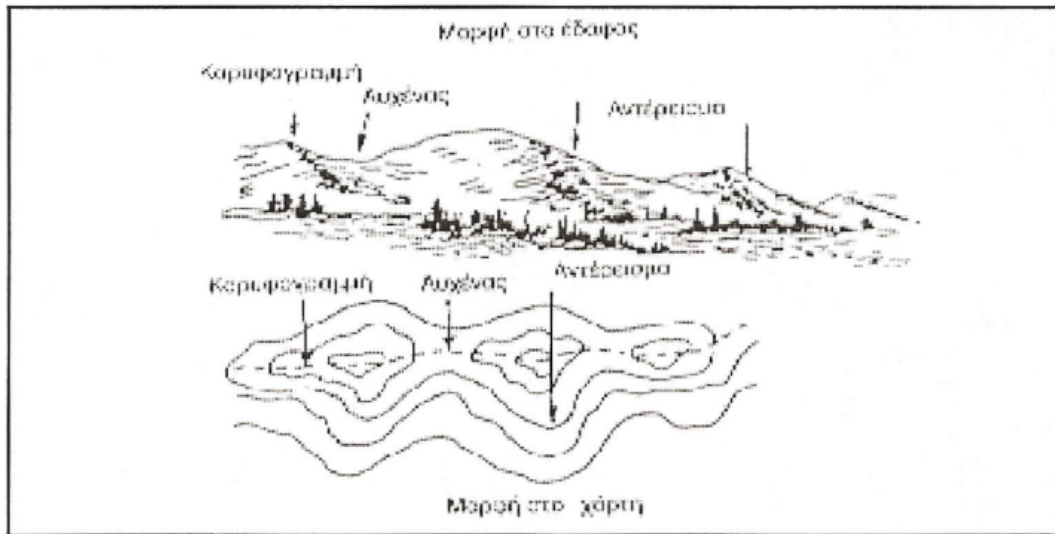 Μορφή στο έδαφος
Κορυφογραμμή
Αυχένας
Αντέρεισμα
Αντέρεισμα
Κορυφογραμμή
Αυχένας
Μορφή στο χάρτη